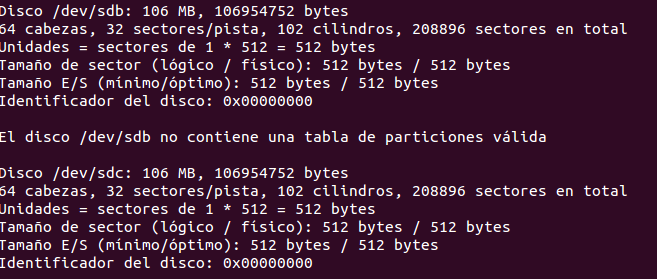 Disco /dev/sdb: 106 MB, 106954752 bytes
64 cabezas, 32 sectores/pista, 102 cilindros, 208896 sectores en total
Unidades = sectores de 1 * 512 = 512 bytes
Tamaño de sector (lógico / físico): 512 bytes / 512 bytes
Tamaño E/S (mínimo/óptimo): 512 bytes / 512 bytes
Identificador del disco: 0x00000000
El disco /dev/sdb no contiene una tabla de particiones válida
Disco /dev/sdc: 106 MB, 106954752 bytes
64 cabezas, 32 sectores/pista, 102 cilindros, 208896 sectores en total
Unidades = sectores de 1 * 512 = 512 bytes
Tamaño de sector (lógico / físico): 512 bytes / 512 bytes
Tamaño E/S (mínimo/óptimo): 512 bytes / 512 bytes
Identificador del disco: 0x00000000